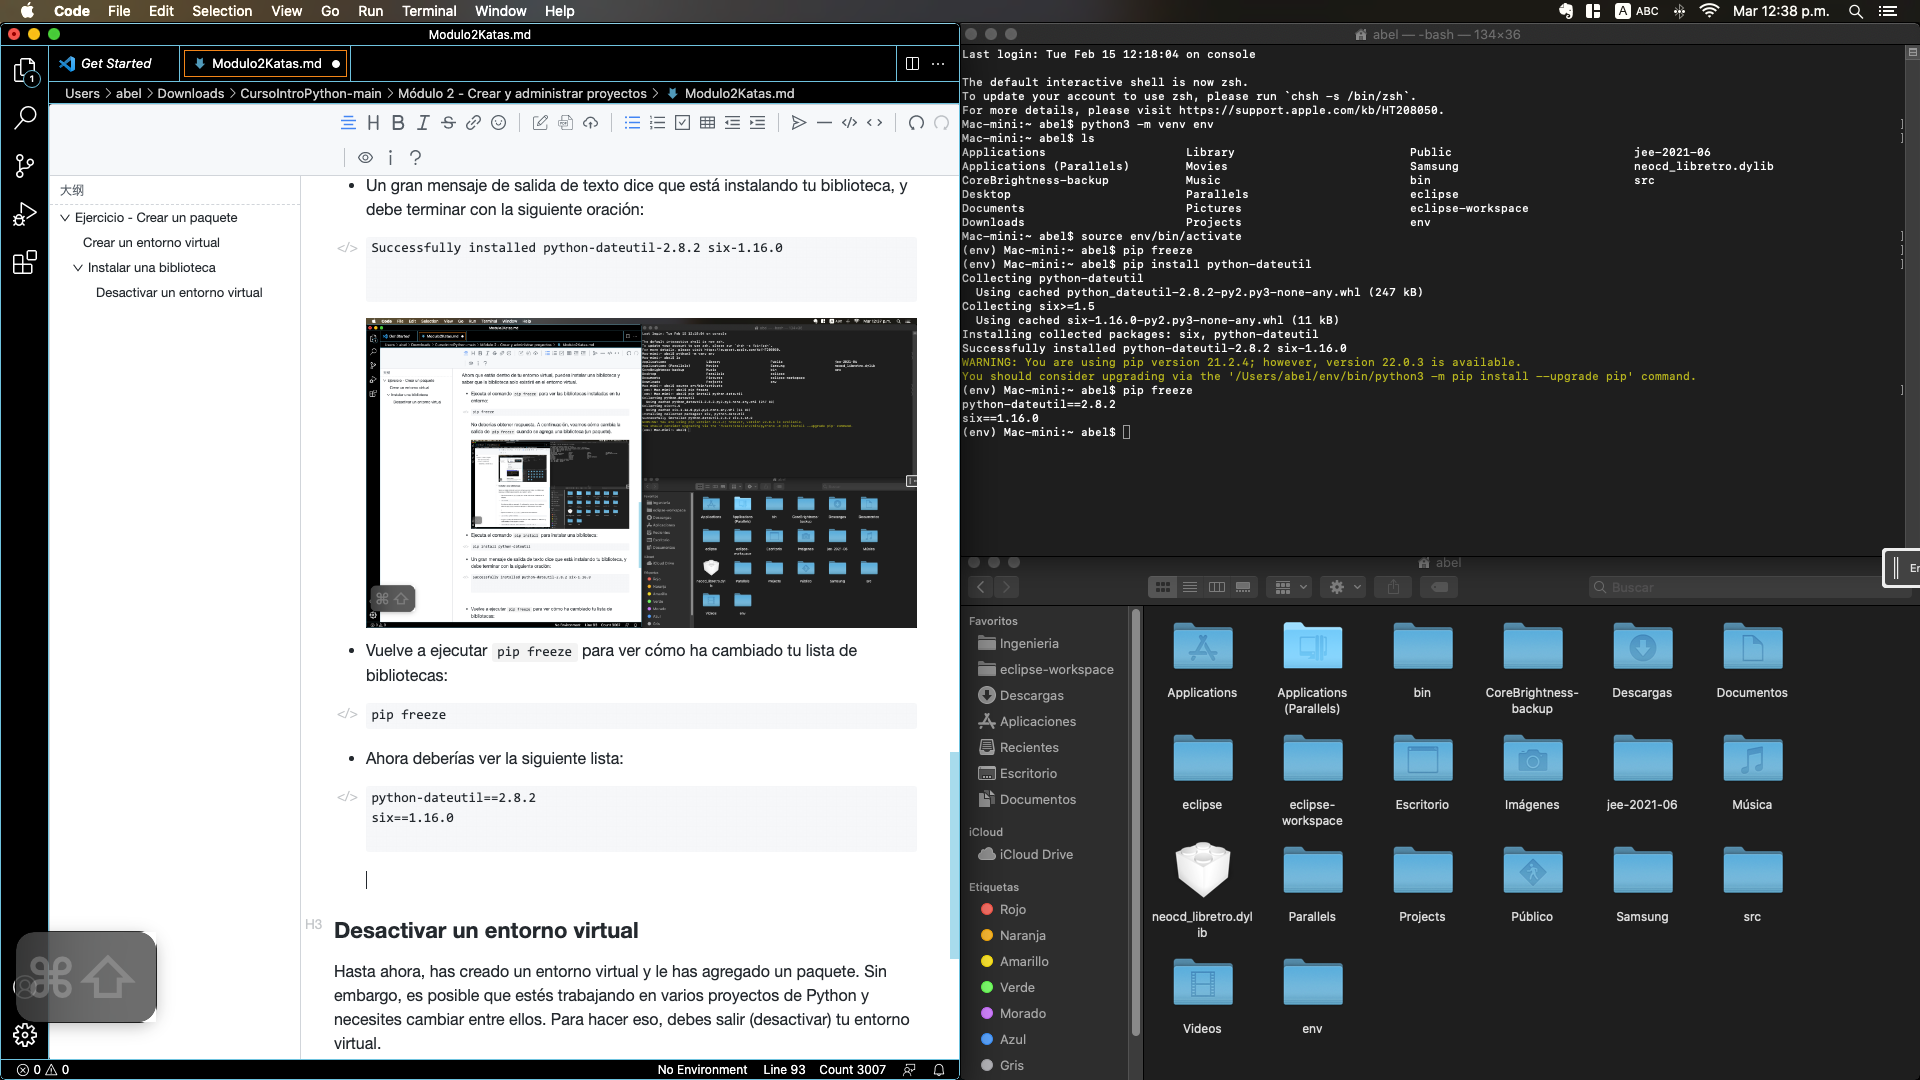 Code File Edit Selection View Go Run Terminal Window Help
A ABC Mar 12:38 p.m.
Modulo2Katas.md
Get Started
Modulo2Katas.md
Users > abel > Downloads > CursoIntroPython-main > Módulo 2 - Crear y administrar proyectos > Modulo2Katas.md
大纲
Ejercicio - Crear un paquete
Crear un entorno virtual
Instalar una biblioteca
Desactivar un entorno virtual
Un gran mensaje de salida de texto dice que está instalando tu biblioteca, y
debe terminar con la siguiente oración:
Successfully installed python-dateutil-2.8.2 six-1.16.0
Vuelve a ejecutar pip freeze para ver cómo ha cambiado tu lista de
bibliotecas:
pip freeze
Ahora deberías ver la siguiente lista:
python-dateutil==2.8.2
six==1.16.0
H3 Desactivar un entorno virtual
Hasta ahora, has creado un entorno virtual y le has agregado un paquete. Sin
embargo, es posible que estés trabajando en varios proyectos de Python y
necesites cambiar entre ellos. Para hacer eso, debes salir (desactivar) tu entorno
virtual.
0 0 No Environment Line 93 Count 3007
abel — -bash — 134×36
Last login: Tue Feb 15 12:18:04 on console
The default interactive shell is now zsh.
To update your account to use zsh, please run `chsh -s /bin/zsh`.
For more details, please visit https://support.apple.com/kb/HT208050.
Mac-mini:~ abel$ python3 -m venv env
Mac-mini:~ abel$ ls
Applications Library Public jee-2021-06
Applications (Parallels) Movies Samsung neocd_libretro.dylib
CoreBrightness-backup Music bin src
Desktop Parallels eclipse
Documents Pictures eclipse-workspace
Downloads Projects env
Mac-mini:~ abel$ source env/bin/activate
(env) Mac-mini:~ abel$ pip freeze
(env) Mac-mini:~ abel$ pip install python-dateutil
Collecting python-dateutil
Using cached python_dateutil-2.8.2-py2.py3-none-any.whl (247 kB)
Collecting six>=1.5
Using cached six-1.16.0-py2.py3-none-any.whl (11 kB)
Installing collected packages: six, python-dateutil
Successfully installed python-dateutil-2.8.2 six-1.16.0
WARNING: You are using pip version 21.2.4; however, version 22.0.3 is available.
You should consider upgrading via the '/Users/abel/env/bin/python3 -m pip install --upgrade pip' command.
(env) Mac-mini:~ abel$ pip freeze
python-dateutil==2.8.2
six==1.16.0
(env) Mac-mini:~ abel$
abel
Buscar
Favoritos
Ingenieria
eclipse-workspace
Descargas
Aplicaciones
Recientes
Escritorio
Documentos
iCloud
iCloud Drive
Etiquetas
Rojo
Naranja
Amarillo
Verde
Morado
Azul
Gris
Applications
Applications
(Parallels)
bin
CoreBrightness-
backup
Descargas
Documentos
eclipse
eclipse-
workspace
Escritorio
Imágenes
jee-2021-06
Música
neocd_libretro.dyl
ib
Parallels
Projects
Público
Samsung
src
Videos
env